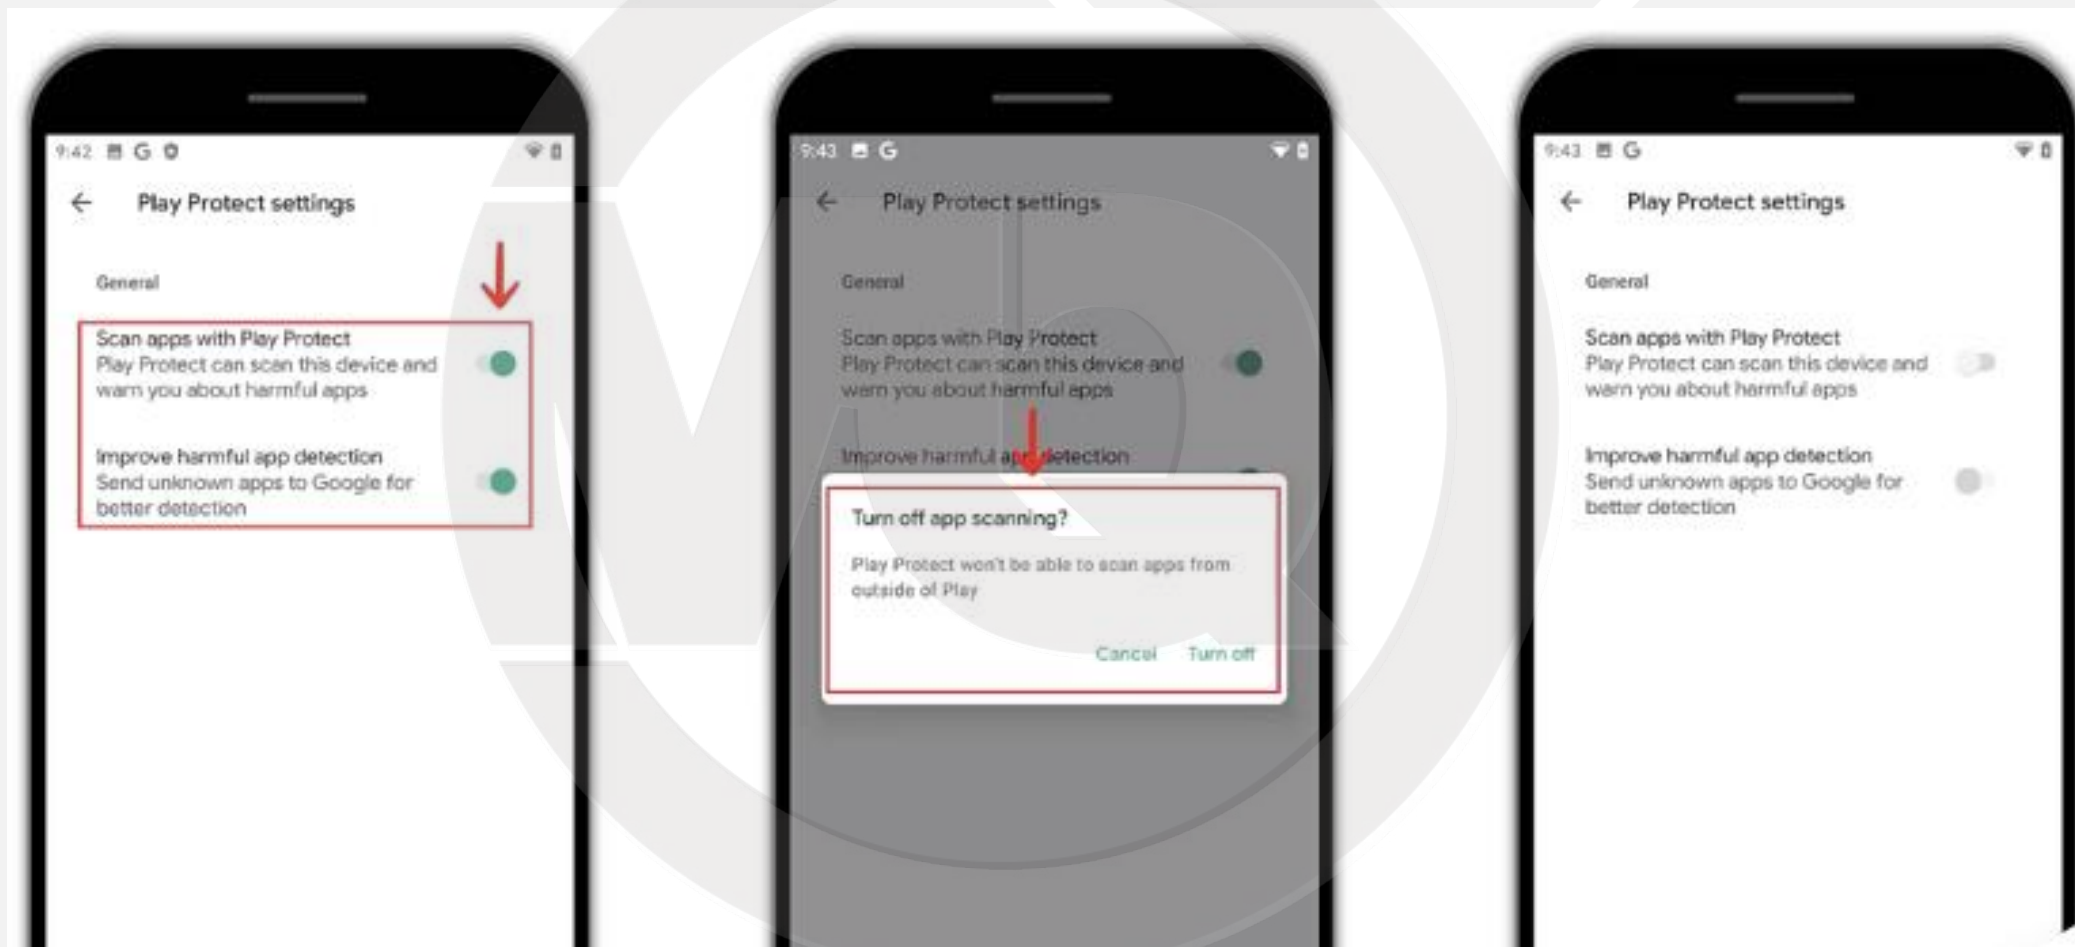 9:42 G
Play Protect settings
General
Scan apps with Play Protect
Play Protect can scan this device and
warn you about harmful apps
Improve harmful app detection
Send unknown apps to Google for
better detection
9:43 G
Play Protect settings
General
Scan apps with Play Protect
Play Protect can scan this device and
warn you about harmful apps
Improve harmful app detection
Turn off app scanning?
Play Protect won't be able to scan apps from
outside of Play
Cancel Turn off
9:43 G
Play Protect settings
General
Scan apps with Play Protect
Play Protect can scan this device and
warn you about harmful apps
Improve harmful app detection
Send unknown apps to Google for
better detection